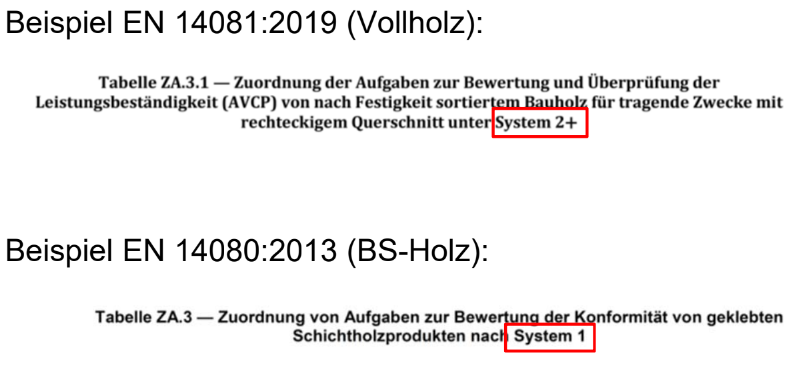 Beispiel EN 14081:2019 (Vollholz):
Tabelle ZA.3.1 — Zuordnung der Aufgaben zur Bewertung und Überprüfung der
Leistungsbeständigkeit (AVCP) von nach Festigkeit sortiertem Bauholz für tragende Zwecke mit
rechteckigem Querschnitt unter System 2+
Beispiel EN 14080:2013 (BS-Holz):
Tabelle ZA.3 — Zuordnung von Aufgaben zur Bewertung der Konformität von geklebten
Schichtholzprodukten nach System 1